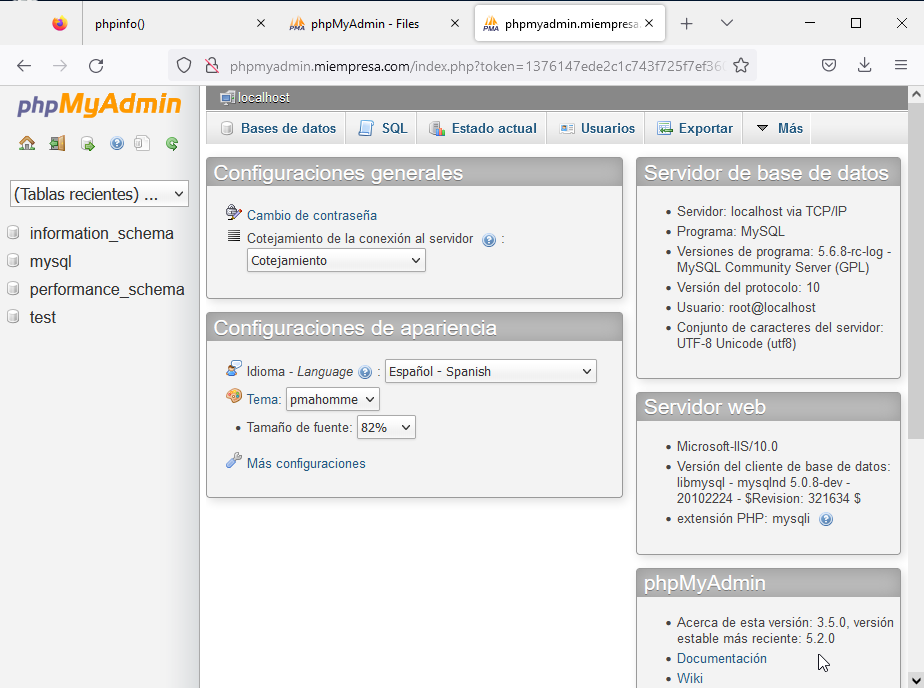 phpinfo()
phpMyAdmin - Files
phpmyadmin.miempresa.
phpmyadmin.miempresa.com/index.php?token=1376147ede2c1c743f725f7ef36
phpMyAdmin
(Tablas recientes) ...
information_schema
mysql
performance_schema
test
localhost
Bases de datos
SQL
Estado actual
Usuarios
Exportar
Más
Configuraciones generales
Cambio de contraseña
Cotejamiento de la conexión al servidor :
Cotejamiento
Configuraciones de apariencia
Idioma - Language : Español - Spanish
Tema: pmahomme
• Tamaño de fuente: 82%
Más configuraciones
Servidor de base de datos
• Servidor: localhost via TCP/IP
• Programa: MySQL
• Versiones de programa: 5.6.8-rc-log -
MySQL Community Server (GPL)
• Versión del protocolo: 10
• Usuario: root@localhost
• Conjunto de caracteres del servidor:
UTF-8 Unicode (utf8)
Servidor web
• Microsoft-IIS/10.0
• Versión del cliente de base de datos:
libmysql - mysqlnd 5.0.8-dev -
20102224 - $Revision: 321634 $
• extensión PHP: mysqli
phpMyAdmin
• Acerca de esta versión: 3.5.0, versión
estable más reciente: 5.2.0
• Documentación
• Wiki